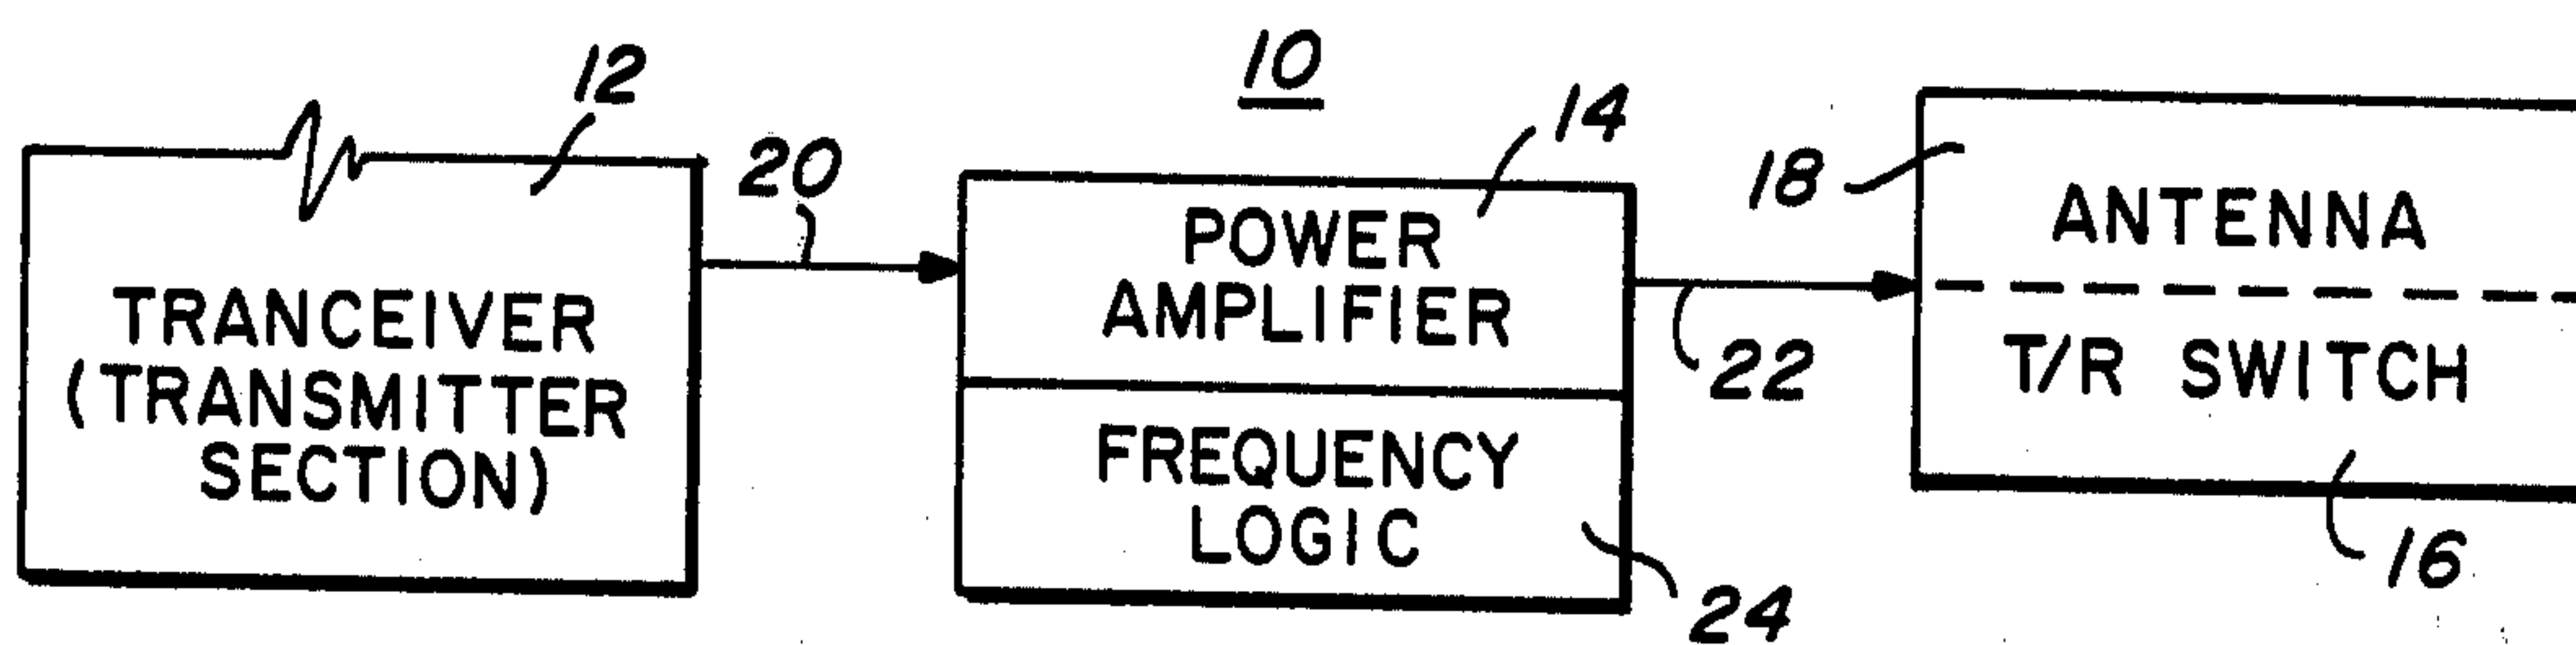 10
12
20
14
18
22
24
16
TRANCEIVER
(TRANSMITTER
SECTION)
POWER
AMPLIFIER
FREQUENCY
LOGIC
ANTENNA
T/R SWITCH